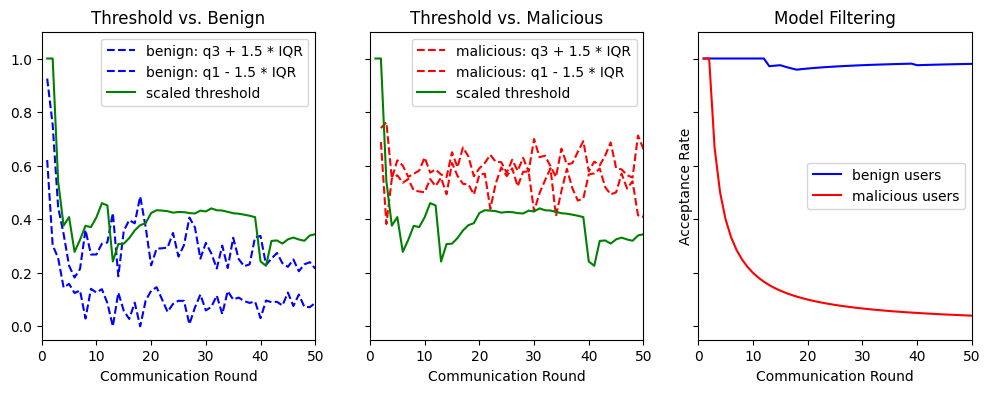 Threshold vs. Benign
benign: q3 + 1.5 * IQR
benign: q1 - 1.5 * IQR
scaled threshold
1.0
0.8
0.6
0.4
0.2
0.0
0 10 20 30 40 50
Communication Round
Threshold vs. Malicious
malicious: q3 + 1.5 * IQR
malicious: q1 - 1.5 * IQR
scaled threshold
0 10 20 30 40 50
Communication Round
Model Filtering
Acceptance Rate
benign users
malicious users
0 10 20 30 40 50
Communication Round